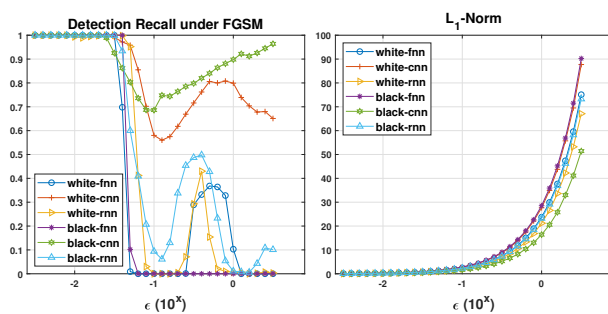 Detection Recall under FGSM
1
0.9
0.8
0.7
0.6
0.5
0.4
0.3
0.2
0.1
0
white-fnn
white-cnn
white-rnn
black-fnn
black-cnn
black-rnn
-2
-1
0
ϵ (10^x)
L_1-Norm
100
90
80
70
60
50
40
30
20
10
0
white-fnn
white-cnn
white-rnn
black-fnn
black-cnn
black-rnn
-2
-1
0
ϵ (10^x)